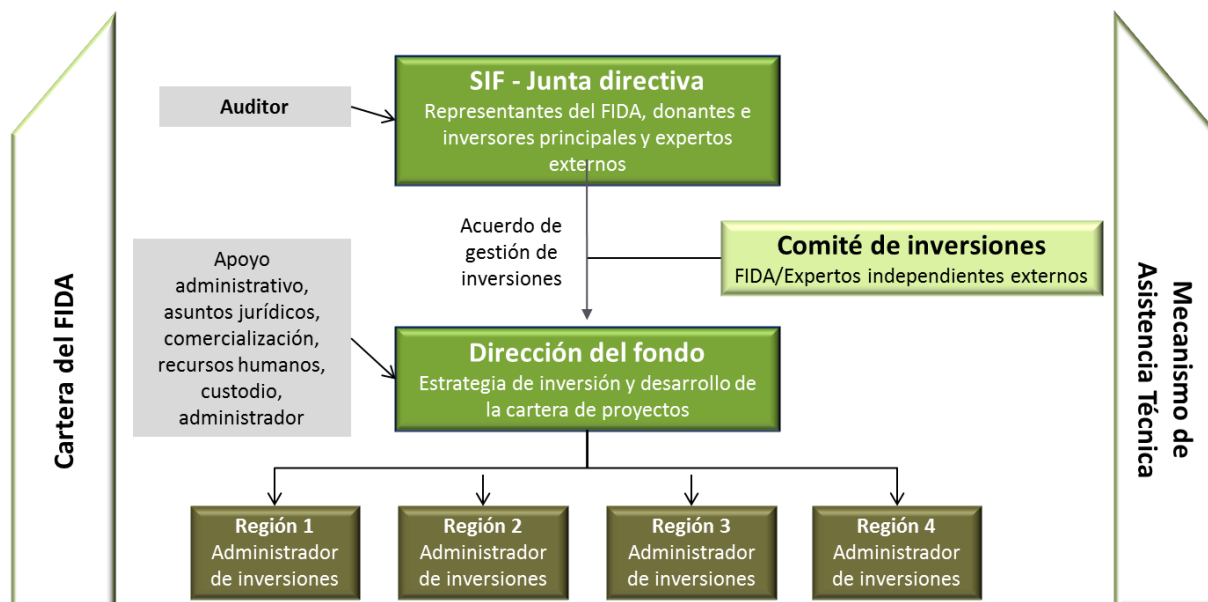 Cartera del FIDA
SIF - Junta directiva
Representantes del FIDA, donantes e
inversores principales y expertos
externos
Auditor
Acuerdo de
gestión de
inversiones
Comité de inversiones
FIDA/Expertos independientes externos
Apoyo
administrativo,
asuntos jurídicos,
comercialización,
recursos humanos,
custodio,
administrador
Dirección del fondo
Estrategia de inversión y desarrollo de
la cartera de proyectos
Región 1
Administrador
de inversiones
Región 2
Administrador
de inversiones
Región 3
Administrador
de inversiones
Región 4
Administrador
de inversiones
Mecanismo de
Asistencia Técnica